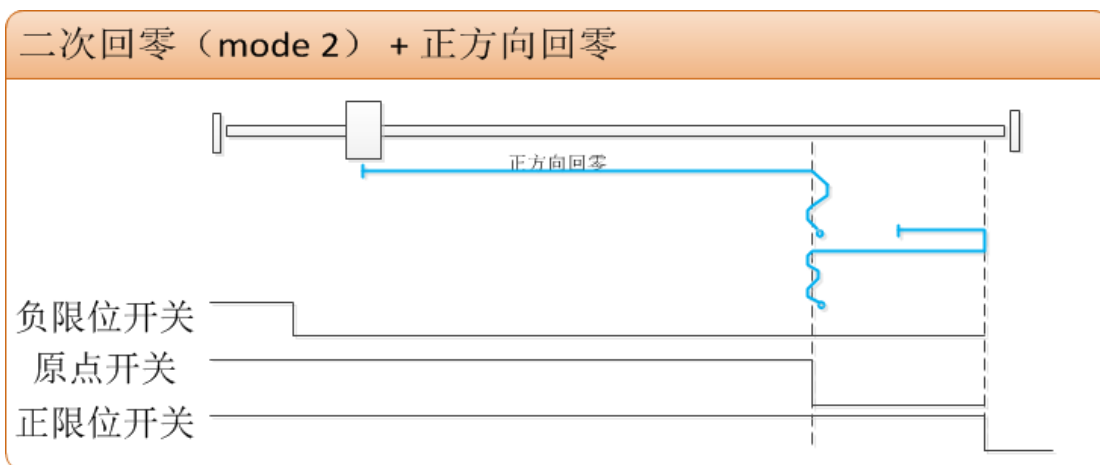 二次回零（mode 2） + 正方向回零
正方向回零
负限位开关
原点开关
正限位开关